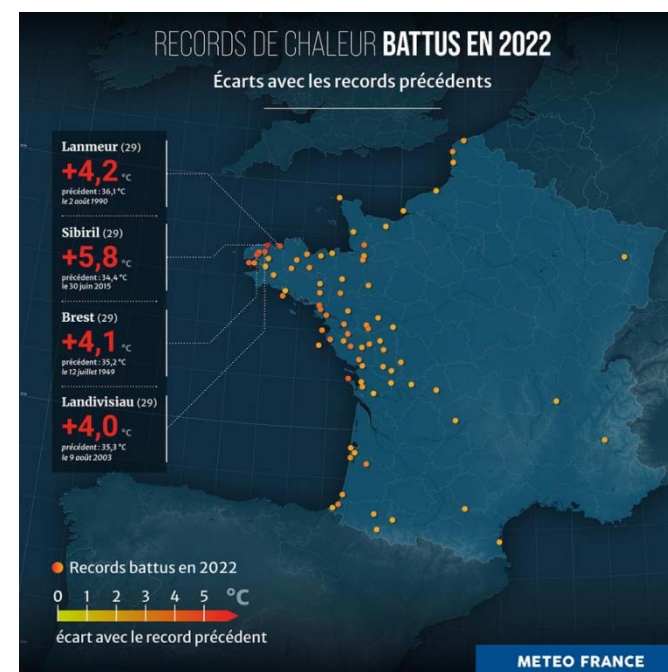 RECORDS DE CHALEUR BATTUS EN 2022
Écarts avec les records précédents
Lanmeur (29)
+4,2 °C
précédent : 36,1 °C
le 2 août 1990
Sibiril (29)
+5,8 °C
précédent : 34,4 °C
le 30 juin 2015
Brest (29)
+4,1 °C
précédent : 35,2 °C
le 12 juillet 1949
Landivisiau (29)
+4,0 °C
précédent : 35,3 °C
le 9 août 2003
Records battus en 2022
0 1 2 3 4 5 °C
écart avec le record précédent
METEO FRANCE